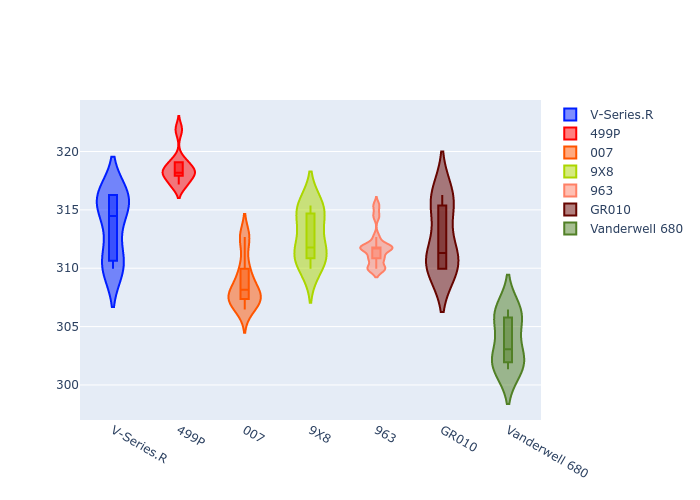 320
315
310
305
300
V-Series.R
499P
007
9X8
963
GR010
Vanderwell 680
V-Series.R
499P
007
9X8
963
GR010
Vanderwell 680